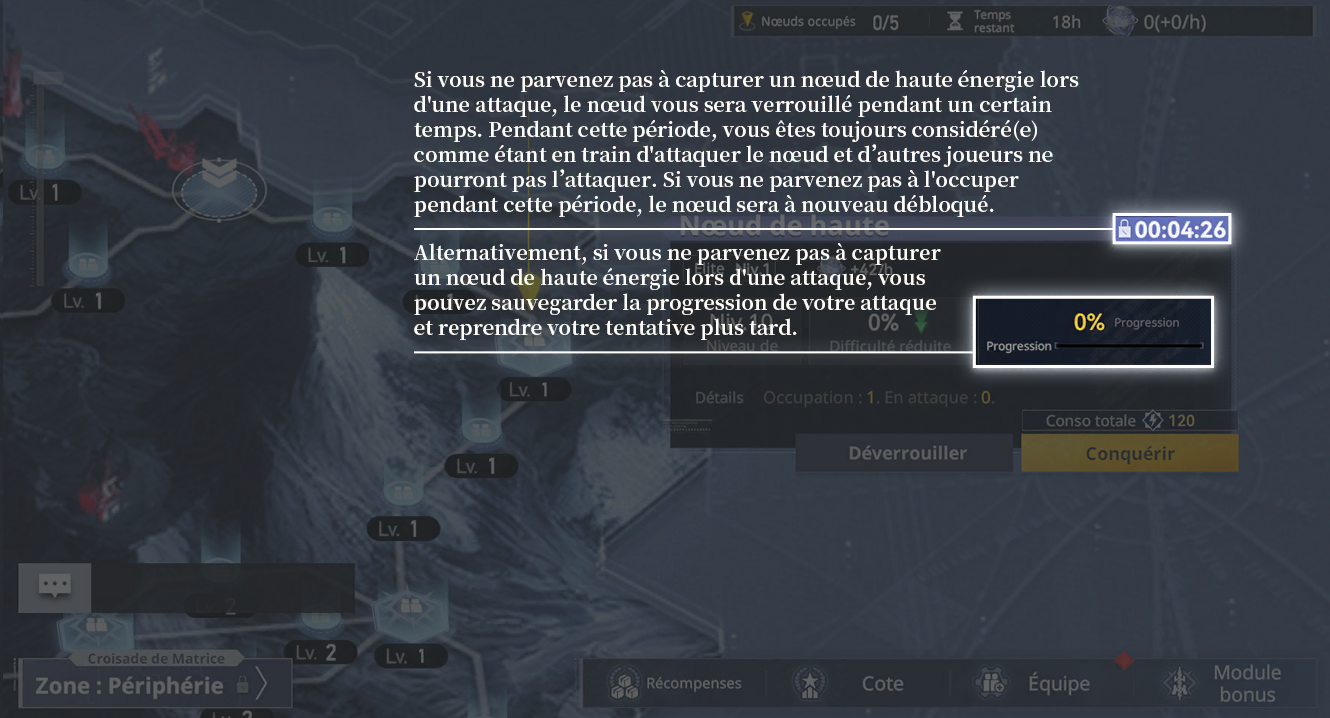 Nœuds occupés 0/5 Temps restant 18h 0(+0/h)
Si vous ne parvenez pas à capturer un nœud de haute énergie lors
d'une attaque, le nœud vous sera verrouillé pendant un certain
temps. Pendant cette période, vous êtes toujours considéré(e)
comme étant en train d'attaquer le nœud et d’autres joueurs ne
pourront pas l’attaquer. Si vous ne parvenez pas à l'occuper
pendant cette période, le nœud sera à nouveau débloqué.
Lv. 1
Nœud de haute
00:04:26
Lv. 1
Alternativement, si vous ne parvenez pas à capturer
un nœud de haute énergie lors d'une attaque, vous
pouvez sauvegarder la progression de votre attaque
et reprendre votre tentative plus tard.
Élite Niv.1 +427h
Lv. 1
Niv.10
Niveau de
0%
Difficulté réduite
0% Progression
Progression
Lv. 1
Détails Occupation : 1. En attaque : 0.
Conso totale 120
Déverrouiller
Conquérir
Lv. 1
Lv. 1
Lv. 2
Lv. 2
Lv. 1
Croisade de Matrice
Zone : Périphérie
Récompenses
Cote
Équipe
Module
bonus